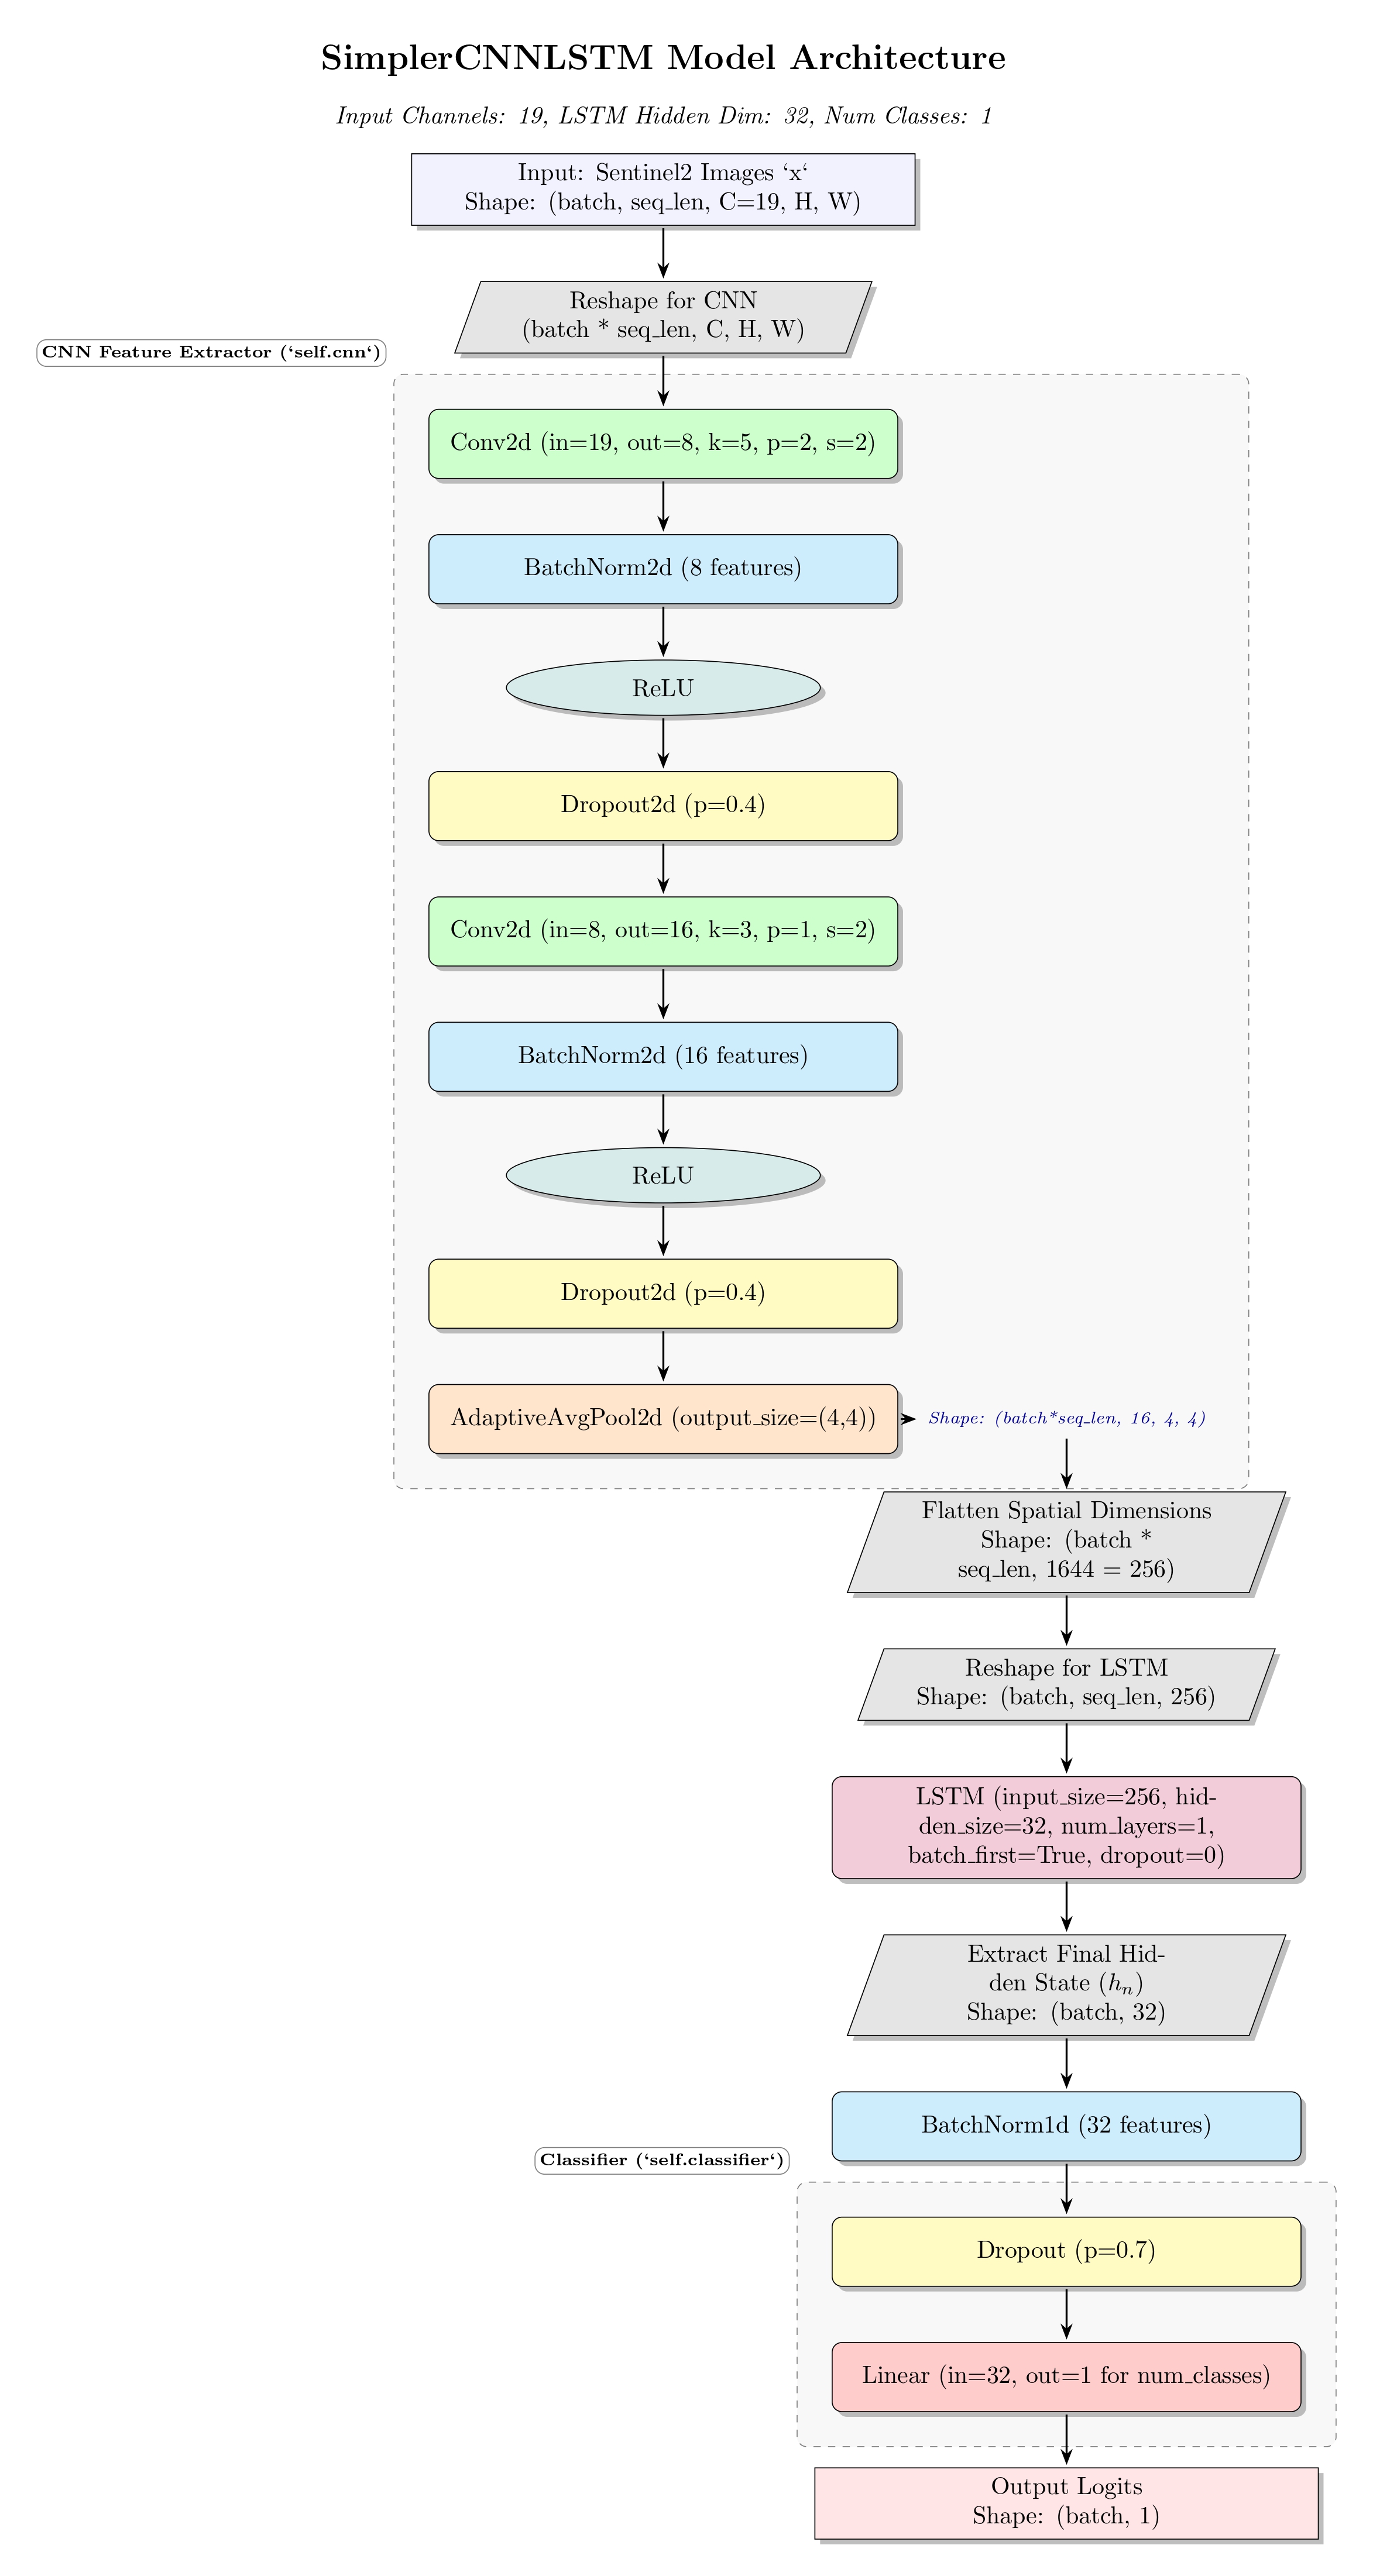 SimplerCNNLSTM Model Architecture
Input Channels: 19, LSTM Hidden Dim: 32, Num Classes: 1
Input: Sentinel2 Images ‘x‘
Shape: (batch, seq_len, C=19, H, W)
Reshape for CNN
(batch * seq_len, C, H, W)
CNN Feature Extractor (‘self.cnn‘)
Conv2d (in=19, out=8, k=5, p=2, s=2)
BatchNorm2d (8 features)
ReLU
Dropout2d (p=0.4)
Conv2d (in=8, out=16, k=3, p=1, s=2)
BatchNorm2d (16 features)
ReLU
Dropout2d (p=0.4)
AdaptiveAvgPool2d (output_size=(4,4))
Shape: (batch*seq_len, 16, 4, 4)
Flatten Spatial Dimensions
Shape: (batch *
seq_len, 1644 = 256)
Reshape for LSTM
Shape: (batch, seq_len, 256)
LSTM (input_size=256, hid-
den_size=32, num_layers=1,
batch_first=True, dropout=0)
Extract Final Hid-
den State (hₙ)
Shape: (batch, 32)
BatchNorm1d (32 features)
Classifier (‘self.classifier‘)
Dropout (p=0.7)
Linear (in=32, out=1 for num_classes)
Output Logits
Shape: (batch, 1)